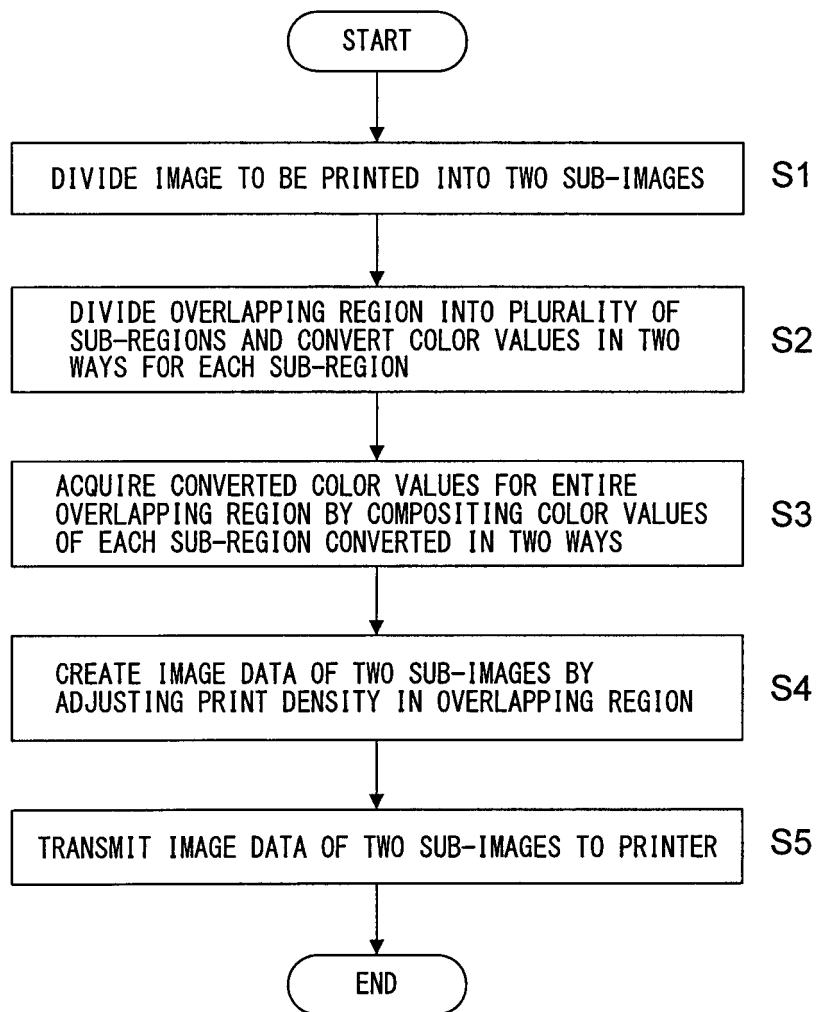 START
DIVIDE IMAGE TO BE PRINTED INTO TWO SUB-IMAGES
S1
DIVIDE OVERLAPPING REGION INTO PLURALITY OF
SUB-REGIONS AND CONVERT COLOR VALUES IN TWO
WAYS FOR EACH SUB-REGION
S2
ACQUIRE CONVERTED COLOR VALUES FOR ENTIRE
OVERLAPPING REGION BY COMPOSITING COLOR VALUES
OF EACH SUB-REGION CONVERTED IN TWO WAYS
S3
CREATE IMAGE DATA OF TWO SUB-IMAGES BY
ADJUSTING PRINT DENSITY IN OVERLAPPING REGION
S4
TRANSMIT IMAGE DATA OF TWO SUB-IMAGES TO PRINTER
S5
END